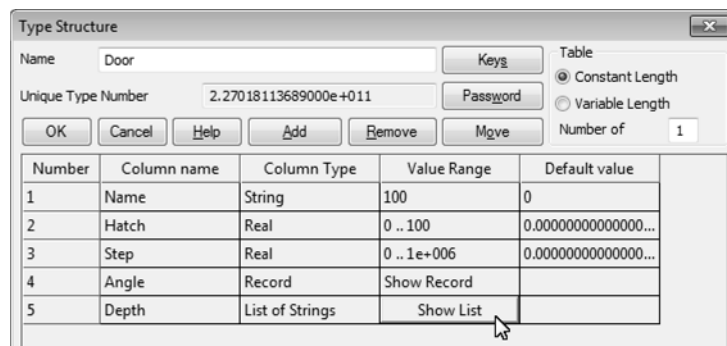 Type Structure
Name Door Keys Table
Constant Length
Unique Type Number 2.27018113689000e+011 Password Variable Length
OK Cancel Help Add Remove Move Number of 1
Number Column name Column Type Value Range Default value
1 Name String 100 0
2 Hatch Real 0 .. 100 0.00000000000000...
3 Step Real 0 .. 1e+006 0.00000000000000...
4 Angle Record Show Record
5 Depth List of Strings Show List